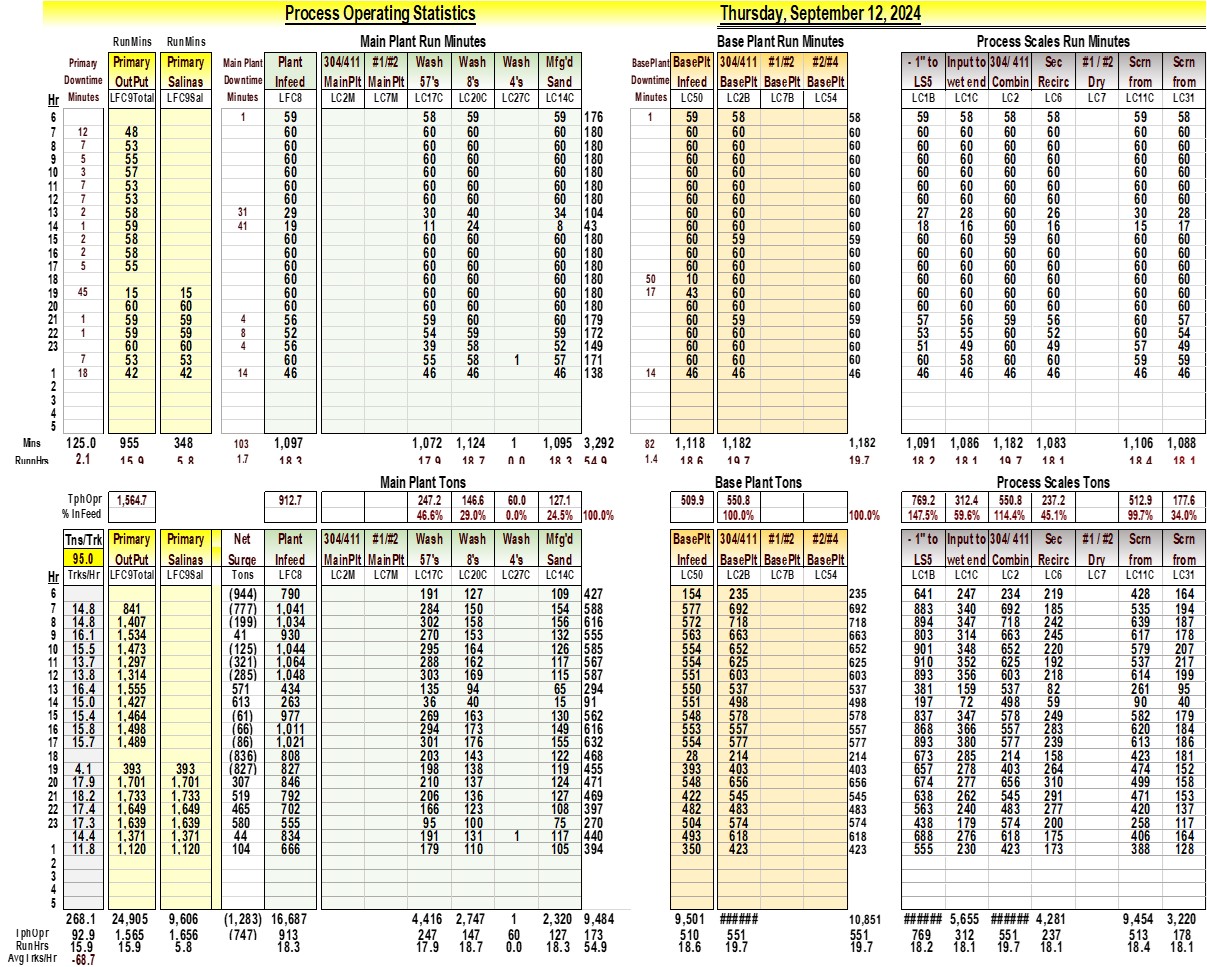 Process Operating Statistics Thursday, September 12, 2024
RunMins RunMins Main Plant Run Minutes Base Plant Run Minutes Process Scales Run Minutes
Primary Primary Primary Main Plant Plant 304/411 #1/#2 Wash Wash Wash Mfg'd BasePlant BasePlt 304/411 #1/#2 #2/#4 - 1" to Input to 304/ 411 Sec #1 / #2 Scrn Scrn
Downtime OutPut Salinas Downtime Infeed MainPlt MainPlt 57's 8's 4's Sand Downtime Infeed BasePlt BasePlt BasePlt LS5 wet end Combin Recirc Dry from from
Hr Minutes LFC9Total LFC9Sal Minutes LFC8 LC2M LC7M LC17C LC20C LC27C LC14C Minutes LC50 LC2B LC7B LC54 LC1B LC1C LC2 LC6 LC7 LC11C LC31
6 1 59 58 59 59 176 1 59 58 58 59 58 58 58 59 58
7 12 48 60 60 60 60 180 60 60 60 60 60 60 60 60 60
8 7 53 60 60 60 60 180 60 60 60 60 60 60 60 60 60
9 5 55 60 60 60 60 180 60 60 60 60 60 60 60 60 60
10 3 57 60 60 60 60 180 60 60 60 60 60 60 60 60 60
11 7 53 60 60 60 60 180 60 60 60 60 60 60 60 60 60
12 7 53 60 60 60 60 180 60 60 60 60 60 60 60 60 60
13 2 58 31 29 30 40 34 104 60 60 60 27 28 60 26 30 28
14 1 59 41 19 11 24 8 43 60 60 60 18 16 60 16 15 17
15 2 58 60 60 60 60 180 60 59 59 60 60 59 60 60 60
16 2 58 60 60 60 60 180 60 60 60 60 60 60 60 60 60
17 5 55 60 60 60 60 180 60 60 60 60 60 60 60 60 60
18 60 60 60 60 180 50 10 60 60 60 60 60 60 60 60
19 45 15 15 60 60 60 60 180 17 43 60 60 60 60 60 60 60 60
20 60 60 60 60 60 60 180 60 60 60 60 60 60 60 60 60
21 1 59 59 4 56 59 60 60 179 60 59 59 57 56 59 56 60 57
22 1 59 59 8 52 54 59 59 172 60 60 60 53 55 60 52 60 54
23 60 60 4 56 39 58 52 149 60 60 60 51 49 60 49 57 49
7 53 53 60 55 58 1 57 171 60 60 60 60 58 60 60 59 59
1 18 42 42 14 46 46 46 46 138 14 46 46 46 46 46 46 46 46 46
2
3
4
5
Mins 125.0 955 348 103 1,097 1,072 1,124 1 1,095 3,292 82 1,118 1,182 1,182 1,091 1,086 1,182 1,083 1,106 1,088
RunnHrs 2.1 15.9 5.8 1.7 18.3 17.9 18.7 0.0 18.3 54.9 1.4 18.6 19.7 19.7 18.2 18.1 19.7 18.1 18.4 18.1
Main Plant Tons Base Plant Tons Process Scales Tons
TphOpr 1,564.7 912.7 247.2 146.6 60.0 127.1 509.9 550.8 769.2 312.4 550.8 237.2 512.9 177.6
% InFeed 46.6% 29.0% 0.0% 24.5% 100.0% 100.0% 100.0% 147.5% 59.6% 114.4% 45.1% 99.7% 34.0%
Tns/Trk Primary Primary Net Plant 304/411 #1/#2 Wash Wash Wash Mfg'd BasePlt 304/411 #1/#2 #2/#4 - 1" to Input to 304/ 411 Sec #1 / #2 Scrn Scrn
95.0 OutPut Salinas Surge Infeed MainPlt MainPlt 57's 8's 4's Sand Infeed BasePlt BasePlt BasePlt LS5 wet end Combin Recirc Dry from from
Hr Trks/Hr LFC9Total LFC9Sal Tons LFC8 LC2M LC7M LC17C LC20C LC27C LC14C LC50 LC2B LC7B LC54 LC1B LC1C LC2 LC6 LC7 LC11C LC31
6 (944) 790 191 127 109 427 154 235 235 641 247 234 219 428 164
7 14.8 841 (777) 1,041 284 150 154 588 577 692 692 883 340 692 185 535 194
8 14.8 1,407 (199) 1,034 302 158 156 616 572 718 718 894 347 718 242 639 187
9 16.1 1,534 41 930 270 153 132 555 563 663 663 803 314 663 245 617 178
10 15.5 1,473 (125) 1,044 295 164 126 585 554 652 652 901 348 652 220 579 207
11 13.7 1,297 (321) 1,064 288 162 117 567 554 625 625 910 352 625 192 537 217
12 13.8 1,314 (285) 1,048 303 169 115 587 551 603 603 893 356 603 218 614 199
13 16.4 1,555 571 434 135 94 65 294 550 537 537 381 159 537 82 261 95
14 15.0 1,427 613 263 36 40 15 91 551 498 498 197 72 498 59 90 40
15 15.4 1,464 (61) 977 269 163 130 562 548 578 578 837 347 578 249 582 179
16 15.8 1,498 (66) 1,011 294 173 149 616 553 557 557 868 366 557 283 620 184
17 15.7 1,489 (86) 1,021 301 176 155 632 554 577 577 893 380 577 239 613 186
18 (836) 808 203 143 122 468 28 214 214 673 285 214 158 423 181
19 4.1 393 393 (827) 827 198 138 119 455 393 403 403 657 278 403 264 474 152
20 17.9 1,701 1,701 307 846 210 137 124 471 548 656 656 674 277 656 310 499 158
21 18.2 1,733 1,733 519 792 206 136 127 469 422 545 545 638 262 545 291 471 153
22 17.4 1,649 1,649 465 702 166 123 108 397 482 483 483 563 240 483 277 420 137
23 17.3 1,639 1,639 580 555 95 100 75 270 504 574 574 438 179 574 200 258 117
14.4 1,371 1,371 44 834 191 131 1 117 440 493 618 618 688 276 618 175 406 164
1 11.8 1,120 1,120 104 666 179 110 105 394 350 423 423 555 230 423 173 388 128
2
3
4
5
268.1 24,905 9,606 (1,283) 16,687 4,416 2,747 1 2,320 9,484 9,501 ###### 10,851 ###### 5,655 ###### 4,281 9,454 3,220
TphOpr 92.9 1,565 1,656 (747) 913 247 147 60 127 173 510 551 551 769 312 551 237 513 178
RunHrs 15.9 15.9 5.8 18.3 17.9 18.7 0.0 18.3 54.9 18.6 19.7 19.7 18.2 18.1 19.7 18.1 18.4 18.1
AvgTrks/Hr -68.7